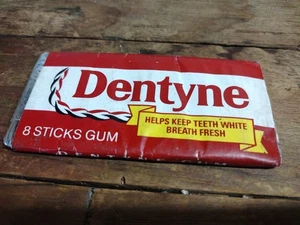 Dentyne
HELPS KEEP TEETH WHITE
BREATH FRESH
8 STICKS GUM